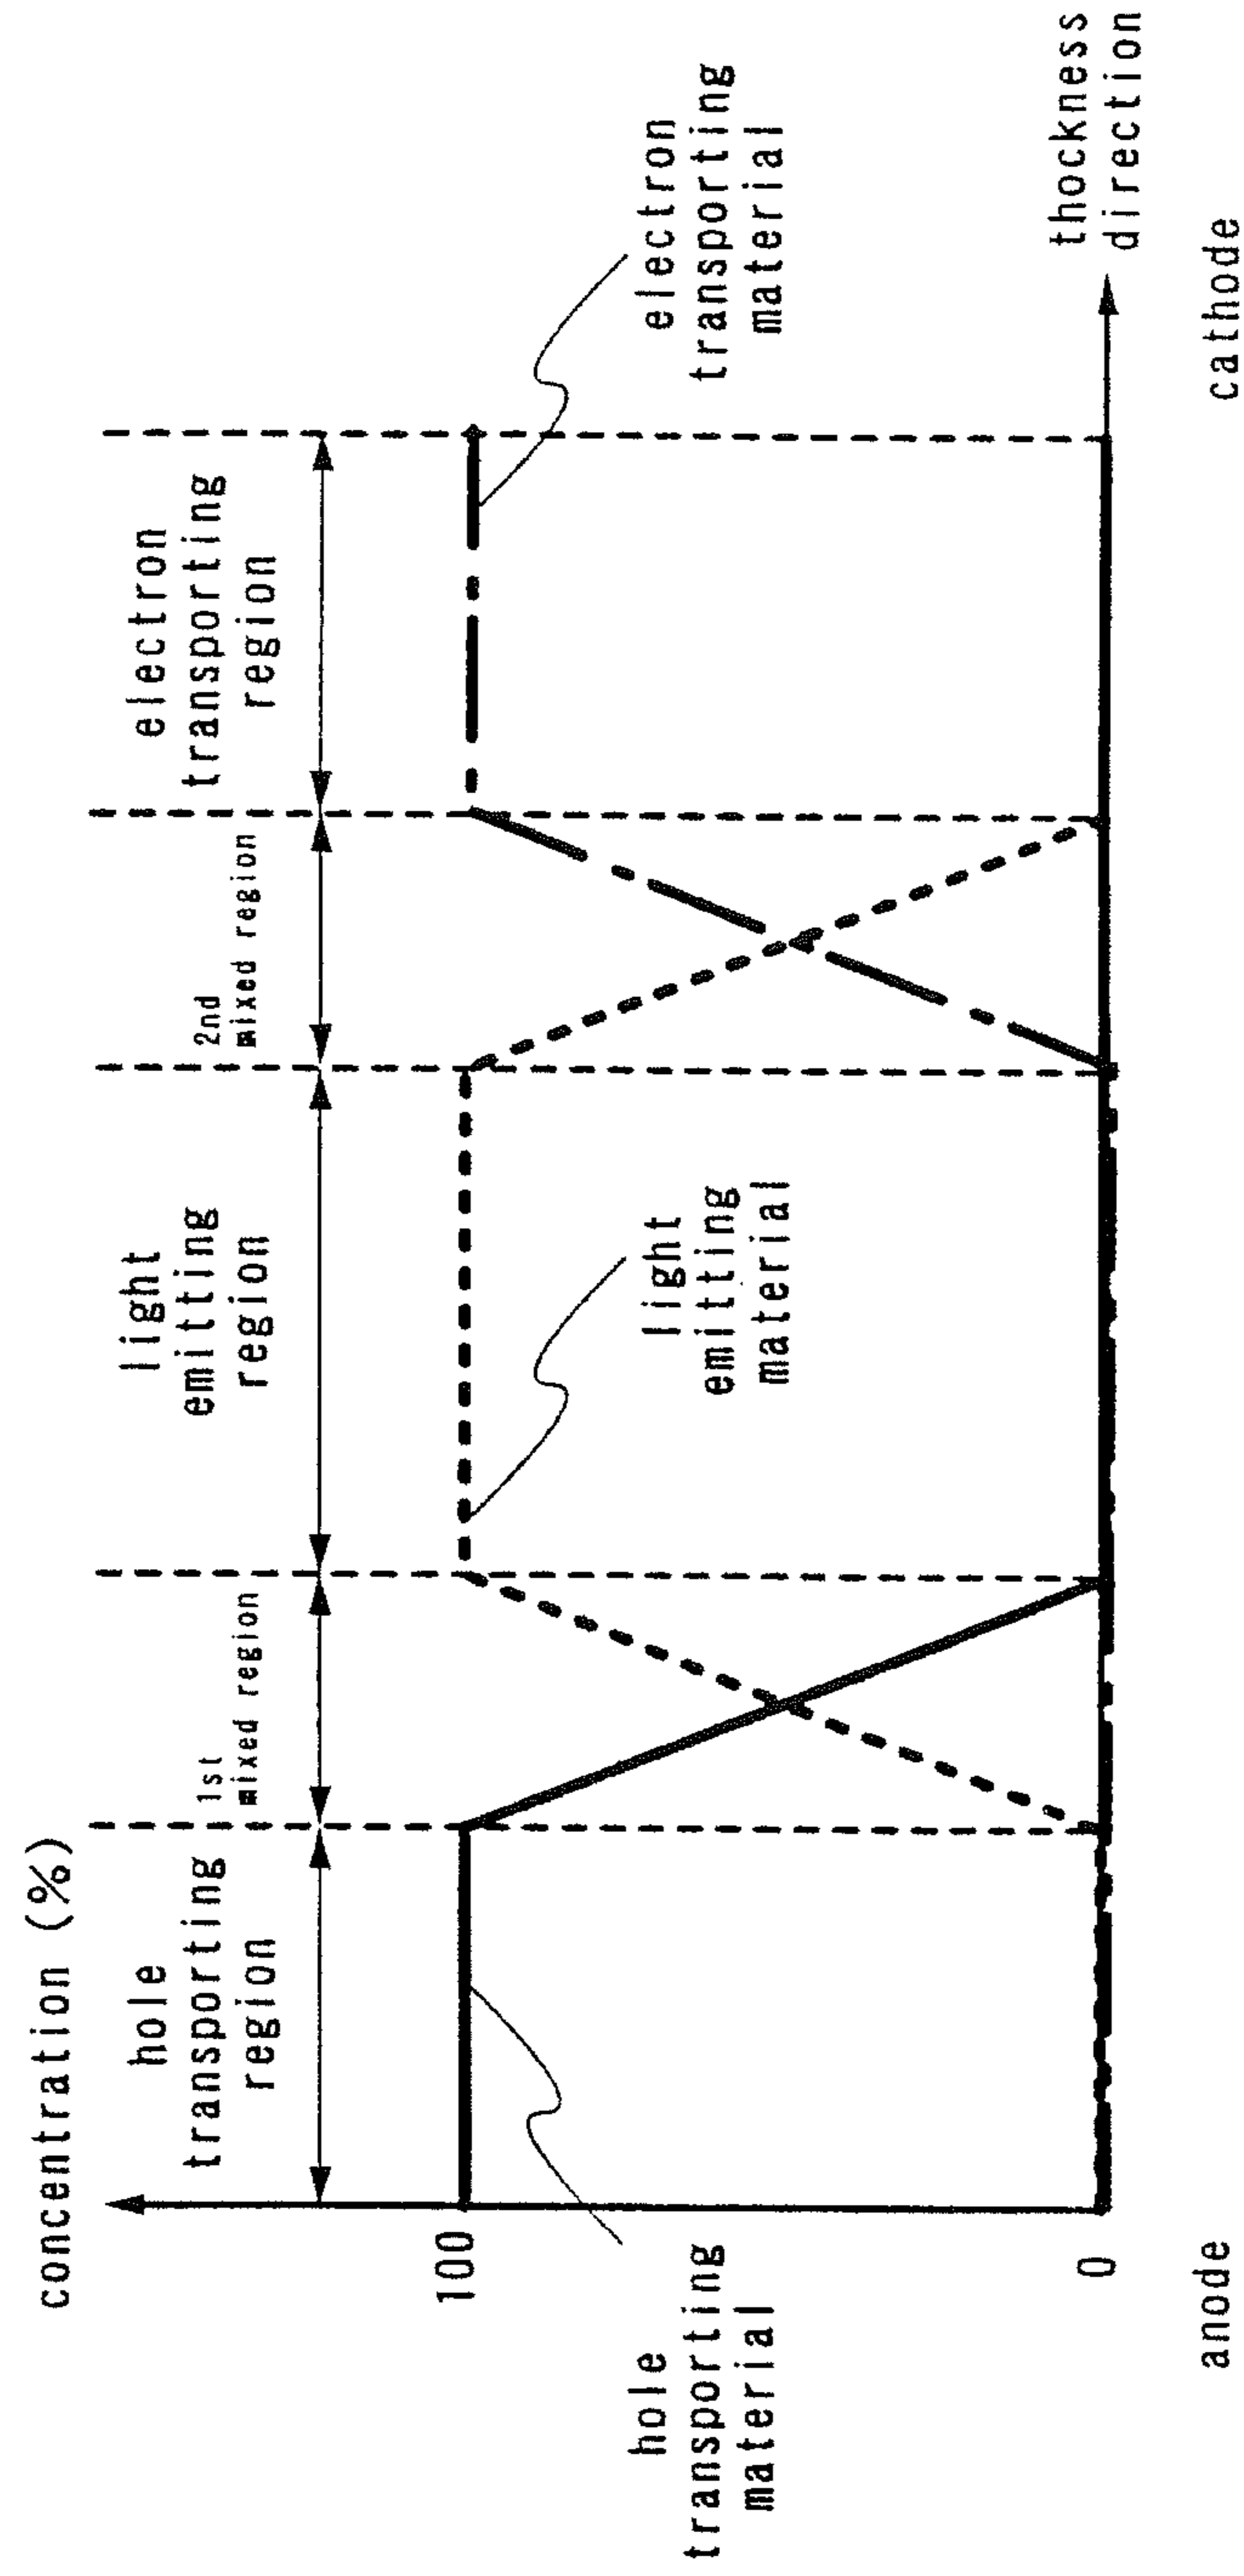 concentration (%)
hole
transporting
region
1st
mixed region
light
emitting
region
2nd
mixed region
electron
transporting
region
100
hole
transporting
material
light
emitting
material
electron
transporting
material
0
thockness
direction
anode
cathode